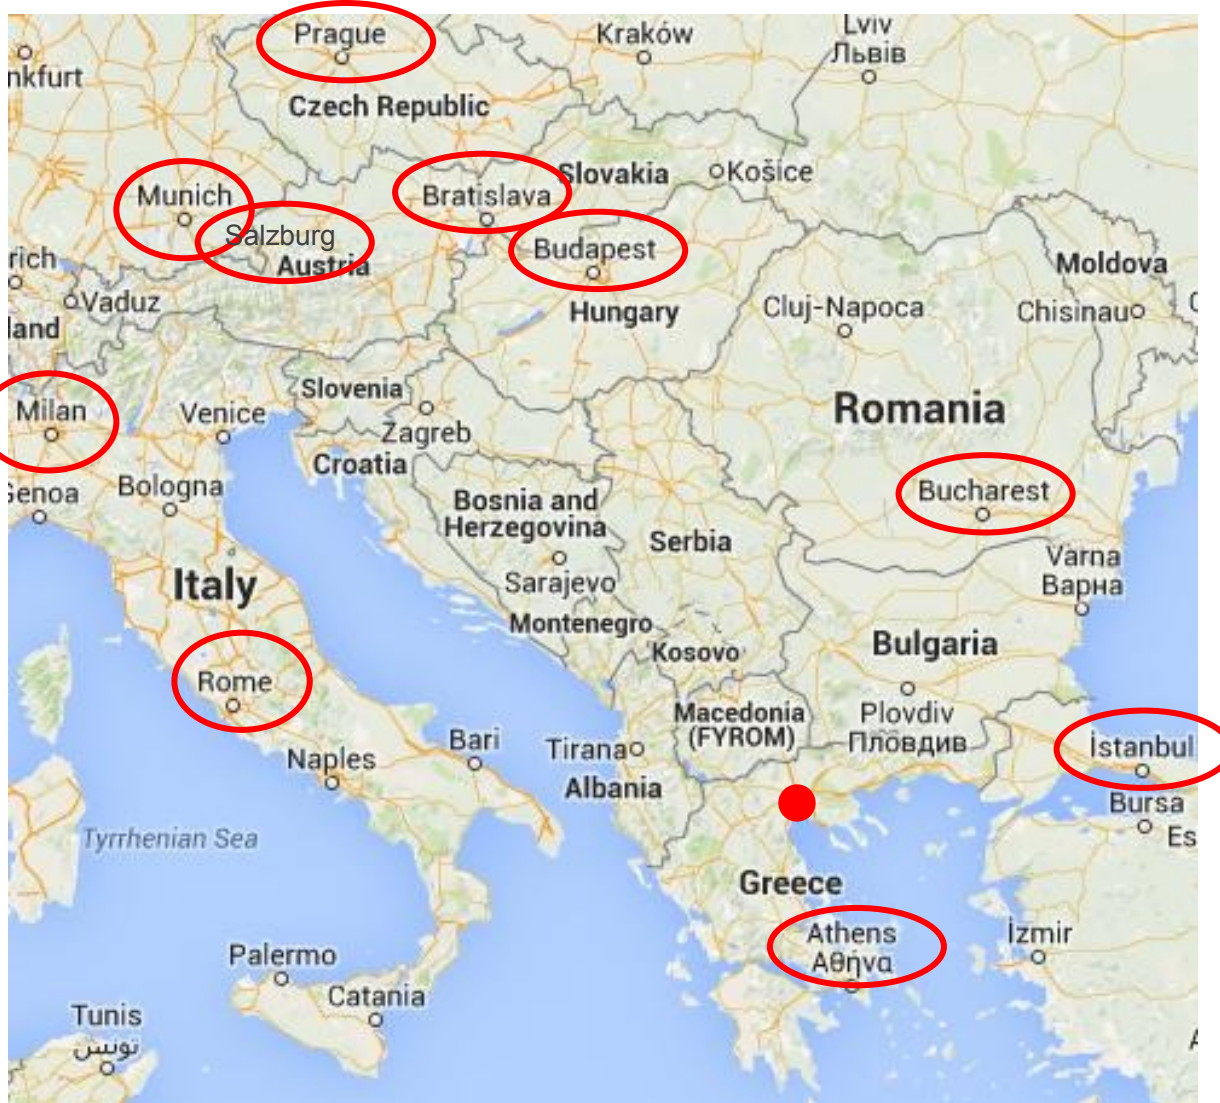 Prague
Kraków
Lviv
Львів
nkfurt
Czech Republic
Slovakia
Košice
Munich
Bratislava
Salzburg
Budapest
Austria
rich
Moldova
Vaduz
Hungary
Cluj-Napoca
Chisinau
land
Slovenia
Milan
Venice
Romania
Zagreb
Croatia
Genoa
Bologna
Bosnia and
Herzegovina
Bucharest
Serbia
Varna
Варна
Italy
Sarajevo
Montenegro
Kosovo
Bulgaria
Rome
Macedonia
(FYROM)
Plovdiv
Пловдив
Bari
Tirana
İstanbul
Naples
Albania
Bursa
Es
Tyrrhenian Sea
Greece
Athens
Αθήνα
İzmir
Palermo
Catania
Tunis
تونس